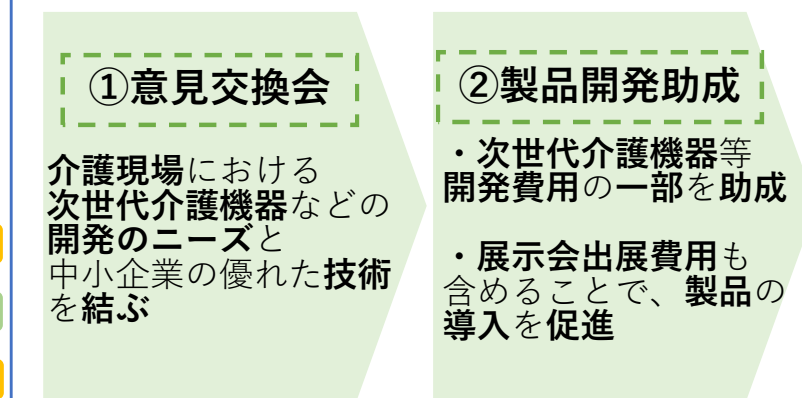 ①意見交換会
介護現場における
次世代介護機器などの
開発のニーズと
中小企業の優れた技術
を結ぶ
②製品開発助成
・次世代介護機器等
開発費用の一部を助成
・展示会出展費用も
含めることで、製品の
導入を促進